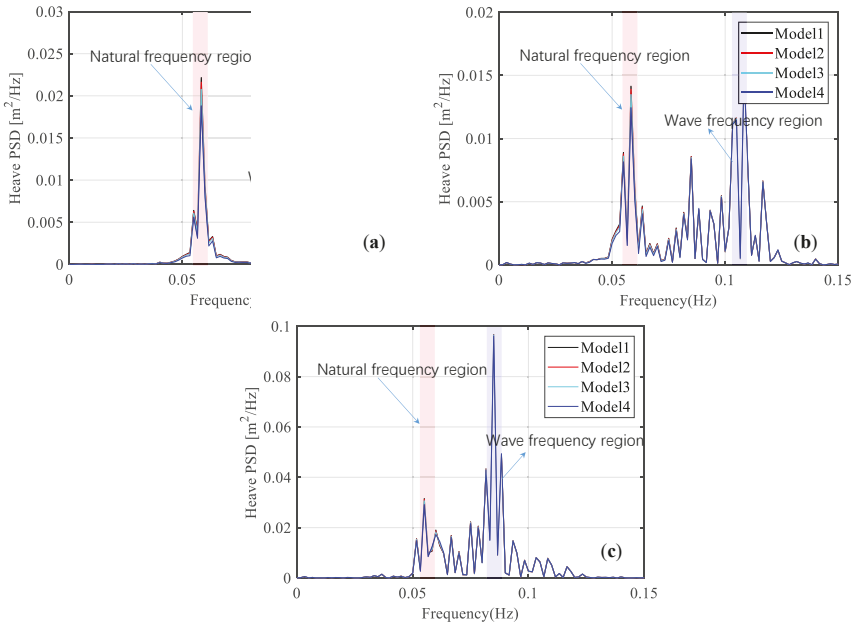 0.03
0.025
0.02
0.015
0.01
0.005
0
Heave PSD [m²/Hz]
Natural frequency regio
0
0.05
Frequency
(a)
0.02
0.015
0.01
0.005
0
Heave PSD [m²/Hz]
Natural frequency region
Wave frequency region
Model1
Model2
Model3
Model4
(b)
0
0.05
0.1
0.15
Frequency(Hz)
0.1
0.08
0.06
0.04
0.02
0
Heave PSD [m²/Hz]
Natural frequency region
Wave frequency region
Model1
Model2
Model3
Model4
(c)
0
0.05
0.1
0.15
Frequency(Hz)